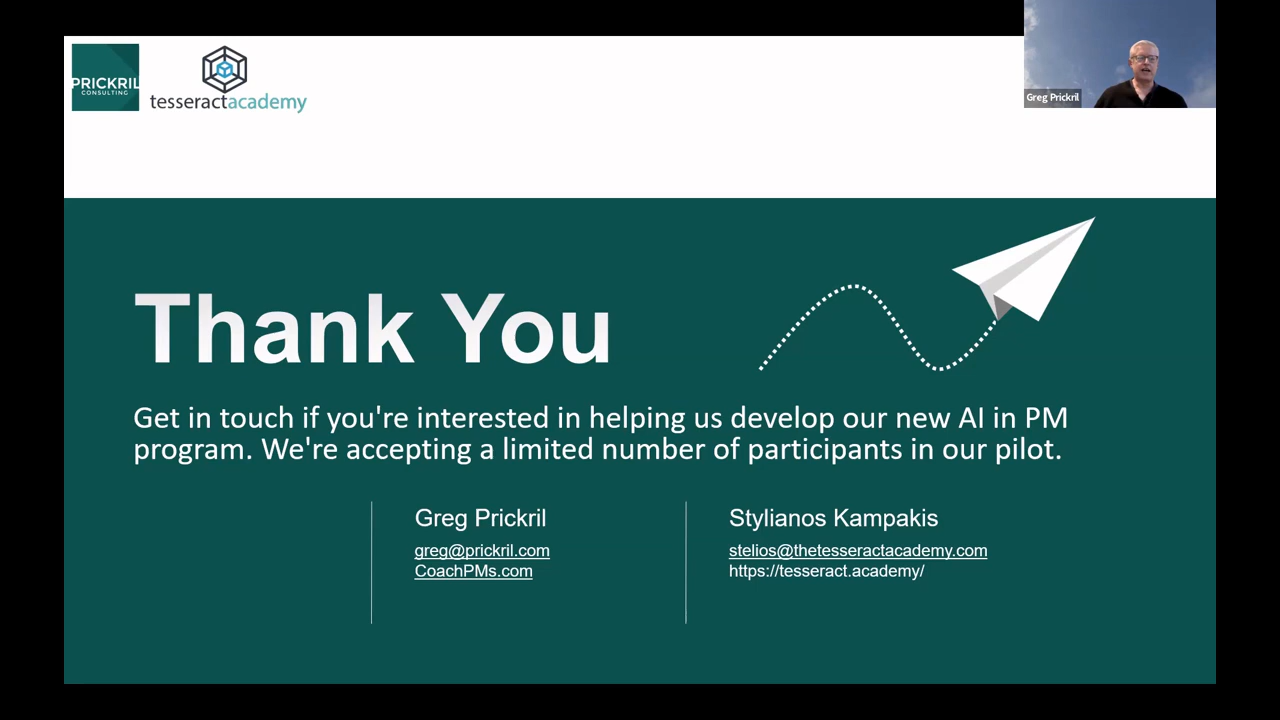 PRICKRIL
CONSULTING
tesseractacademy
Greg Prickril
Thank You
Get in touch if you're interested in helping us develop our new AI in PM
program. We're accepting a limited number of participants in our pilot.
Greg Prickril
greg@prickril.com
CoachPMs.com
Stylianos Kampakis
stelios@thetesseractacademy.com
https://tesseract.academy/